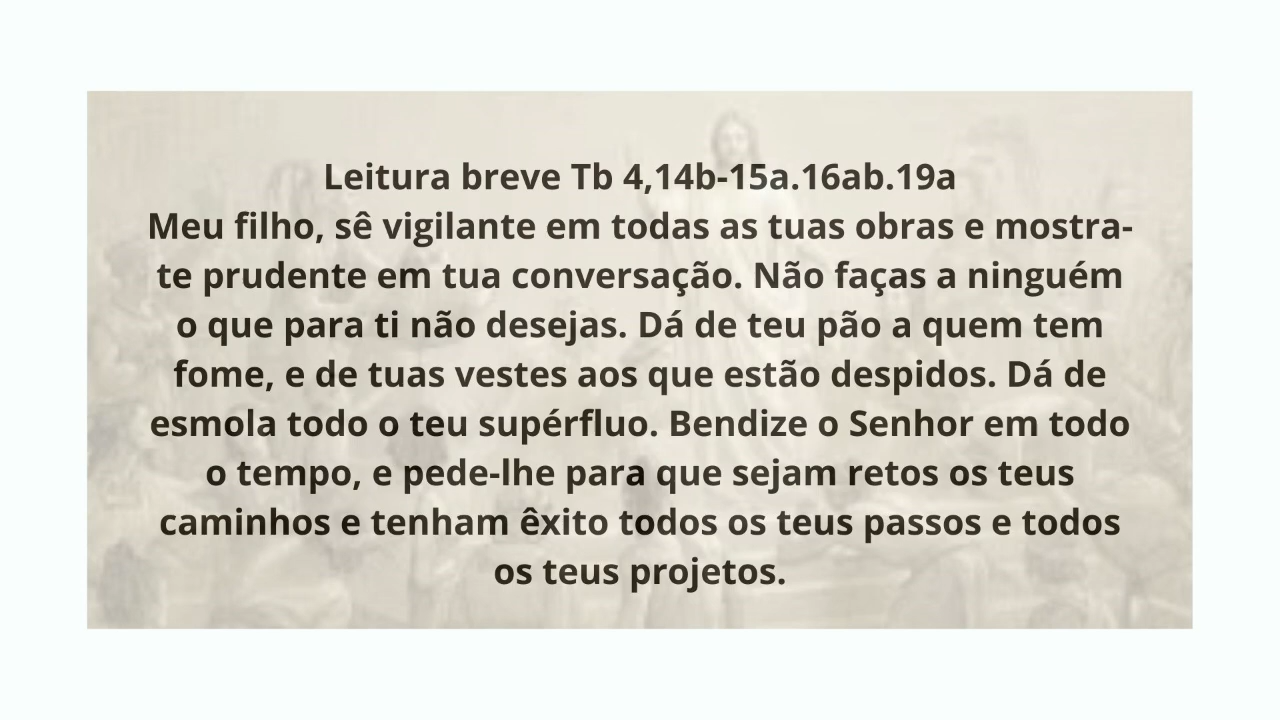 Leitura breve Tb 4,14b-15a.16ab.19a
Meu filho, sê vigilante em todas as tuas obras e mostra-
te prudente em tua conversação. Não faças a ninguém
o que para ti não desejas. Dá de teu pão a quem tem
fome, e de tuas vestes aos que estão despidos. Dá de
esmola todo o teu supérfluo. Bendize o Senhor em todo
o tempo, e pede-lhe para que sejam retos os teus
caminhos e tenham êxito todos os teus passos e todos
os teus projetos.